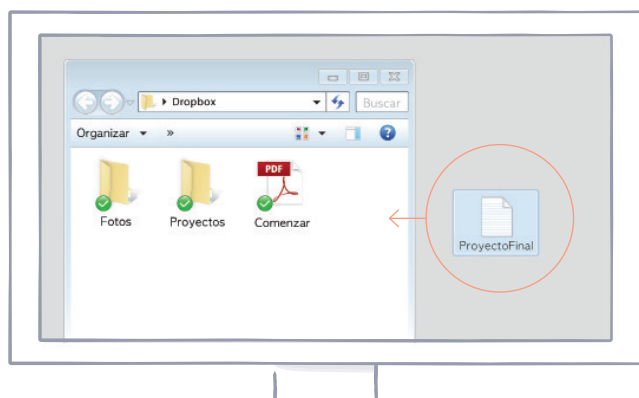 Dropbox
Buscar
Organizar
»
PDF
Fotos
Proyectos
Comenzar
ProyectoFinal